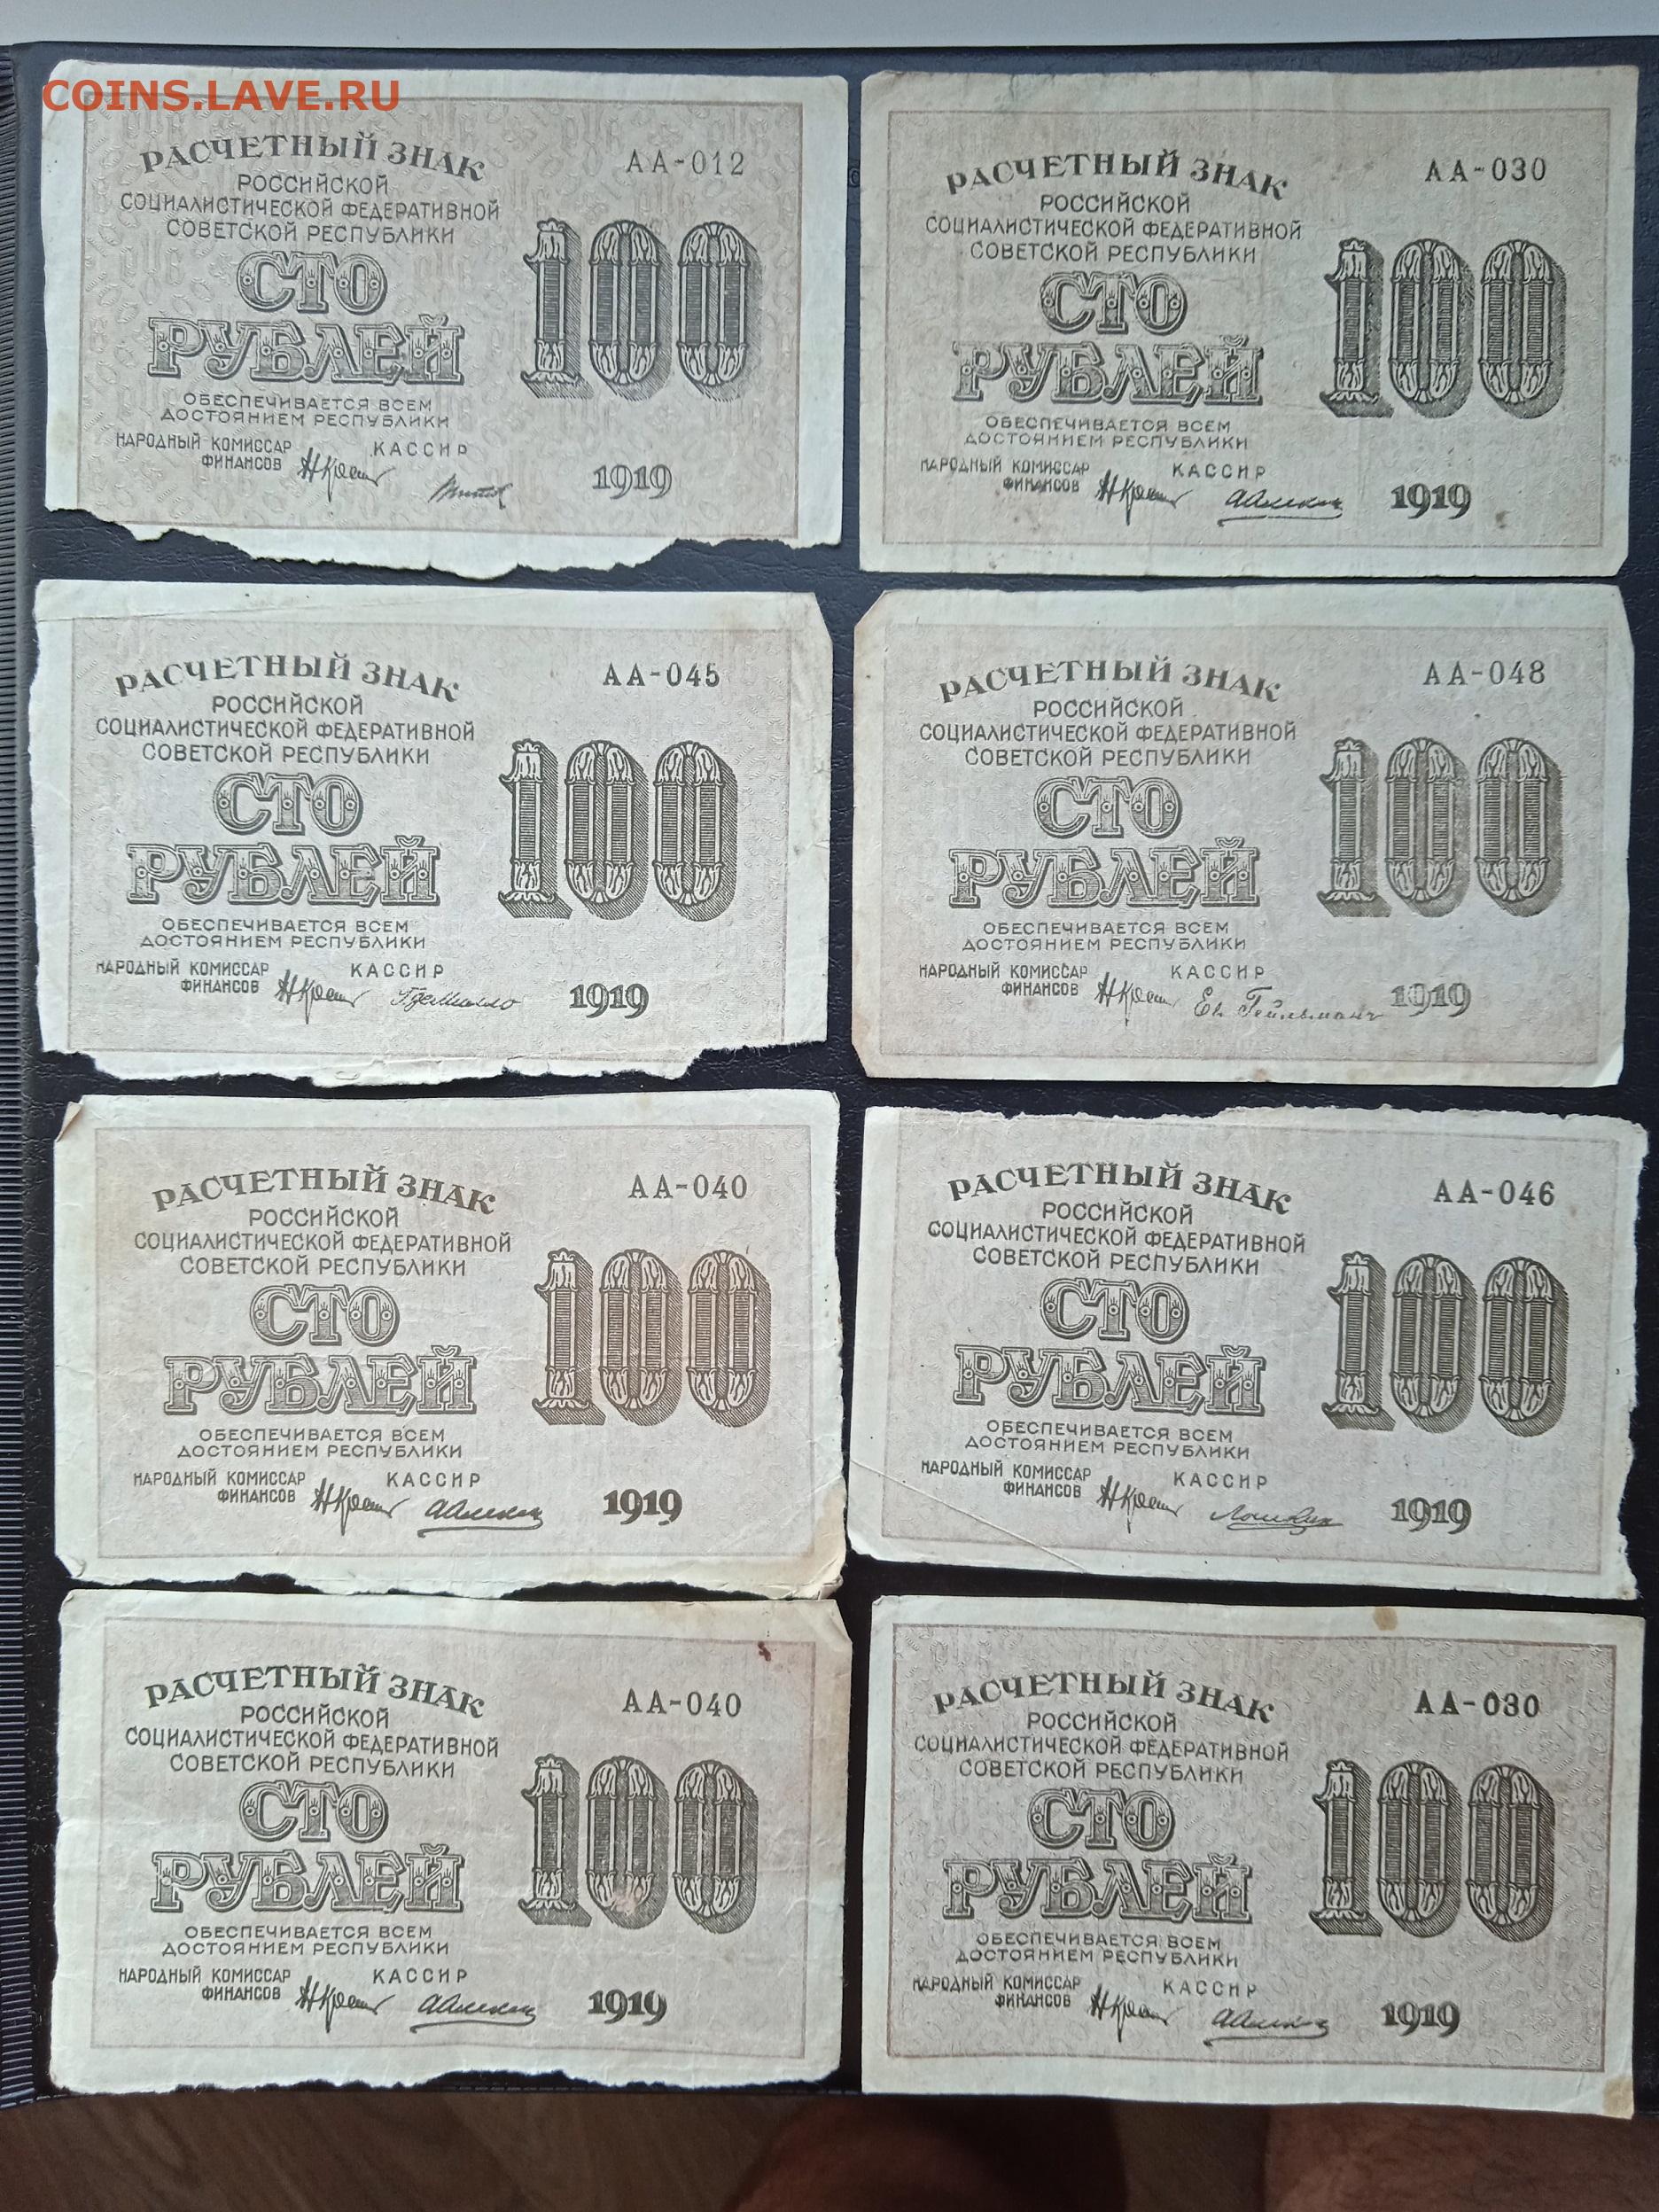 COINS.LAVE.RU
РАСЧЕТНЫЙ ЗНАК
АА-012
РОССИЙСКОЙ
СОЦИАЛИСТИЧЕСКОЙ ФЕДЕРАТИВНОЙ
СОВЕТСКОЙ РЕСПУБЛИКИ
СТО
РУБЛЕЙ
100
ОБЕСПЕЧИВАЕТСЯ ВСЕМ
ДОСТОЯНИЕМ РЕСПУБЛИКИ
НАРОДНЫЙ КОМИССАР
ФИНАНСОВ
КАССИР
1919
РАСЧЕТНЫЙ ЗНАК
АА-030
РОССИЙСКОЙ
СОЦИАЛИСТИЧЕСКОЙ ФЕДЕРАТИВНОЙ
СОВЕТСКОЙ РЕСПУБЛИКИ
СТО
РУБЛЕЙ
100
ОБЕСПЕЧИВАЕТСЯ ВСЕМ
ДОСТОЯНИЕМ РЕСПУБЛИКИ
НАРОДНЫЙ КОМИССАР
ФИНАНСОВ
КАССИР
1919
РАСЧЕТНЫЙ ЗНАК
АА-045
РОССИЙСКОЙ
СОЦИАЛИСТИЧЕСКОЙ ФЕДЕРАТИВНОЙ
СОВЕТСКОЙ РЕСПУБЛИКИ
СТО
РУБЛЕЙ
100
ОБЕСПЕЧИВАЕТСЯ ВСЕМ
ДОСТОЯНИЕМ РЕСПУБЛИКИ
НАРОДНЫЙ КОМИССАР
ФИНАНСОВ
КАССИР
1919
РАСЧЕТНЫЙ ЗНАК
АА-048
РОССИЙСКОЙ
СОЦИАЛИСТИЧЕСКОЙ ФЕДЕРАТИВНОЙ
СОВЕТСКОЙ РЕСПУБЛИКИ
СТО
РУБЛЕЙ
100
ОБЕСПЕЧИВАЕТСЯ ВСЕМ
ДОСТОЯНИЕМ РЕСПУБЛИКИ
НАРОДНЫЙ КОМИССАР
ФИНАНСОВ
КАССИР
Ев. Гейльманъ
1919
РАСЧЕТНЫЙ ЗНАК
АА-040
РОССИЙСКОЙ
СОЦИАЛИСТИЧЕСКОЙ ФЕДЕРАТИВНОЙ
СОВЕТСКОЙ РЕСПУБЛИКИ
СТО
РУБЛЕЙ
100
ОБЕСПЕЧИВАЕТСЯ ВСЕМ
ДОСТОЯНИЕМ РЕСПУБЛИКИ
НАРОДНЫЙ КОМИССАР
ФИНАНСОВ
КАССИР
1919
РАСЧЕТНЫЙ ЗНАК
АА-046
РОССИЙСКОЙ
СОЦИАЛИСТИЧЕСКОЙ ФЕДЕРАТИВНОЙ
СОВЕТСКОЙ РЕСПУБЛИКИ
СТО
РУБЛЕЙ
100
ОБЕСПЕЧИВАЕТСЯ ВСЕМ
ДОСТОЯНИЕМ РЕСПУБЛИКИ
НАРОДНЫЙ КОМИССАР
ФИНАНСОВ
КАССИР
1919
РАСЧЕТНЫЙ ЗНАК
АА-040
РОССИЙСКОЙ
СОЦИАЛИСТИЧЕСКОЙ ФЕДЕРАТИВНОЙ
СОВЕТСКОЙ РЕСПУБЛИКИ
СТО
РУБЛЕЙ
100
ОБЕСПЕЧИВАЕТСЯ ВСЕМ
ДОСТОЯНИЕМ РЕСПУБЛИКИ
НАРОДНЫЙ КОМИССАР
ФИНАНСОВ
КАССИР
1919
РАСЧЕТНЫЙ ЗНАК
АА-030
РОССИЙСКОЙ
СОЦИАЛИСТИЧЕСКОЙ ФЕДЕРАТИВНОЙ
СОВЕТСКОЙ РЕСПУБЛИКИ
СТО
РУБЛЕЙ
100
ОБЕСПЕЧИВАЕТСЯ ВСЕМ
ДОСТОЯНИЕМ РЕСПУБЛИКИ
НАРОДНЫЙ КОМИССАР
ФИНАНСОВ
КАССИР
1919